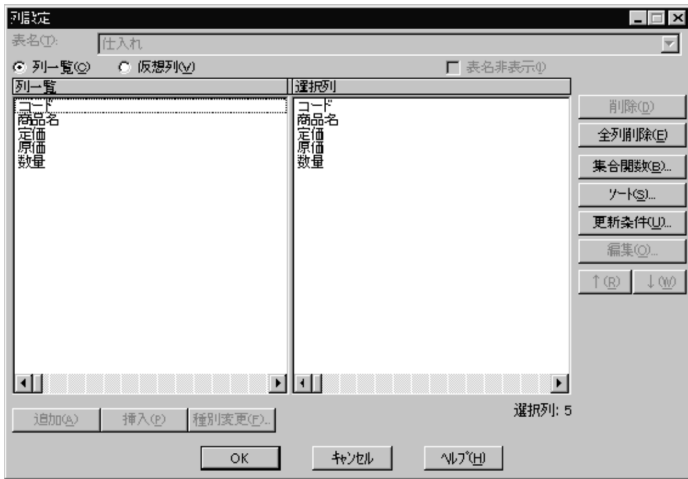 列設定
表名(T): 仕入れ
列一覧(C) 仮想列(V) 表名非表示(I)
列一覧 選択列
コード コード
商品名 商品名
定価 定価
原価 原価
数量 数量
削除(D)
全列削除(E)
集合関数(B)...
ソート(S)...
更新条件(U)...
編集(O)...
↑(R) ↓(W)
選択列: 5
追加(A) 挿入(P) 種別変更(F)...
OK キャンセル ヘルプ(H)